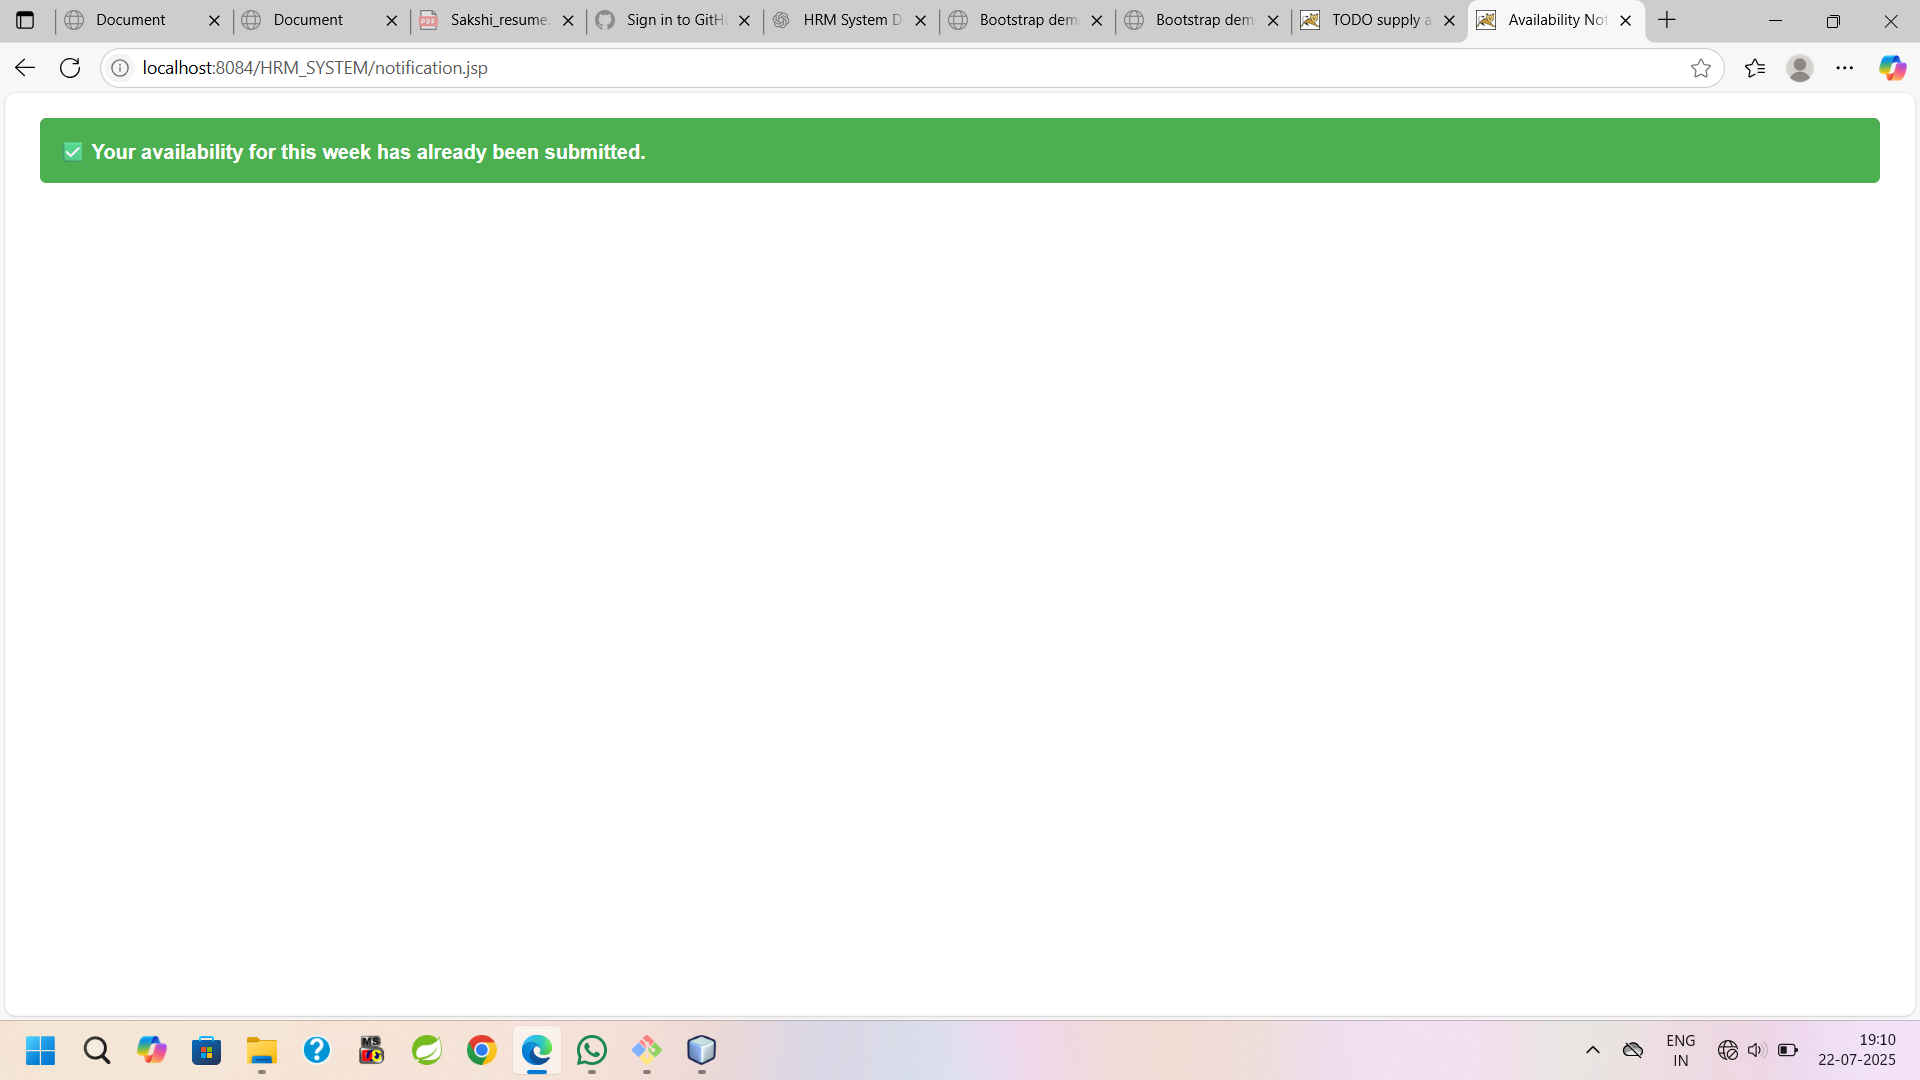 Document
Document
Sakshi_resume.
Sign in to GitH
HRM System D
Bootstrap dem
Bootstrap dem
TODO supply a
Availability Not
localhost:8084/HRM_SYSTEM/notification.jsp
Your availability for this week has already been submitted.
ENG
IN
19:10
22-07-2025